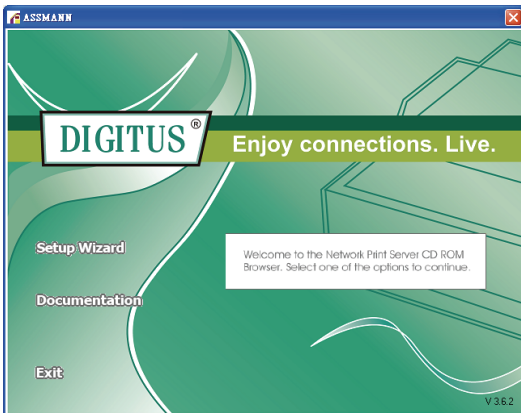 ASSMANN
DIGITUS®
Enjoy connections. Live.
Setup Wizard
Welcome to the Network Print Server CD ROM
Browser. Select one of the options to continue.
Documentation
Exit
V 3.6.2